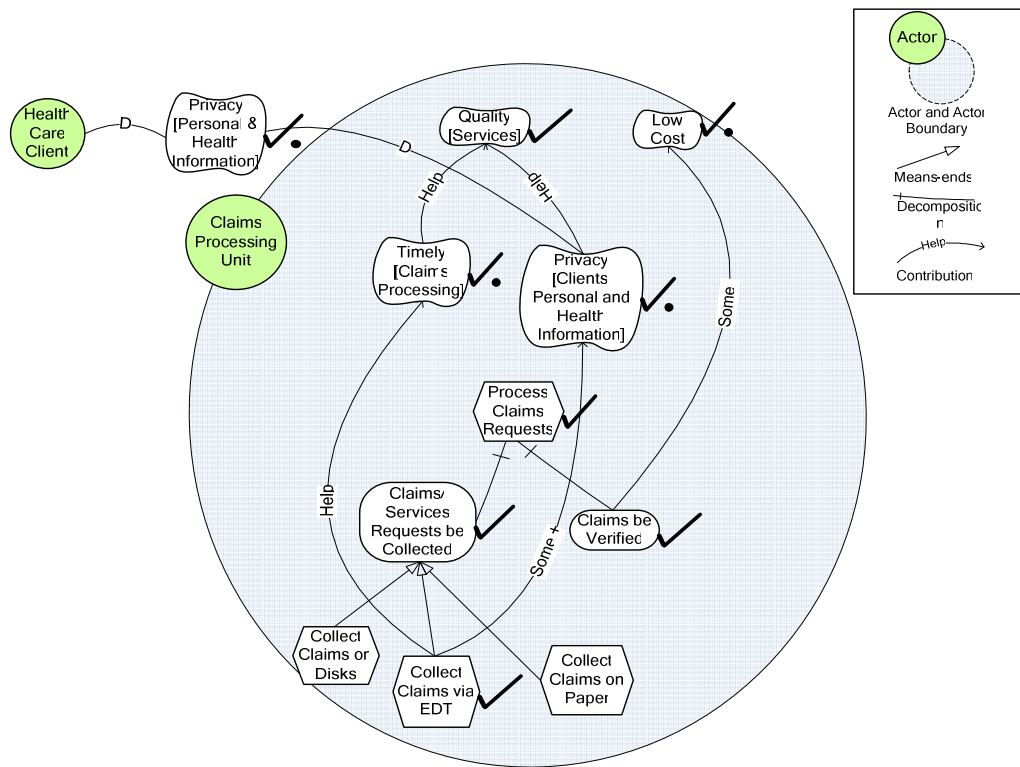 Health
Care
Client
D
Privacy
[Personal &
Health
Information]
D
Claims
Processing
Unit
Quality
[Services]
Low
Cost
Help
Help
Timely
[Claims
Processing]
Privacy
[Clients
Personal and
Health
Information]
Some
Process
Claims
Requests
Help
Claims/
Services
Requests be
Collected
Some +
Claims be
Verified
Collect
Claims or
Disks
Collect
Claims via
EDT
Collect
Claims on
Paper
Actor
Actor and Actor
Boundary
Means-ends
Decompositio
n
Help
Contribution